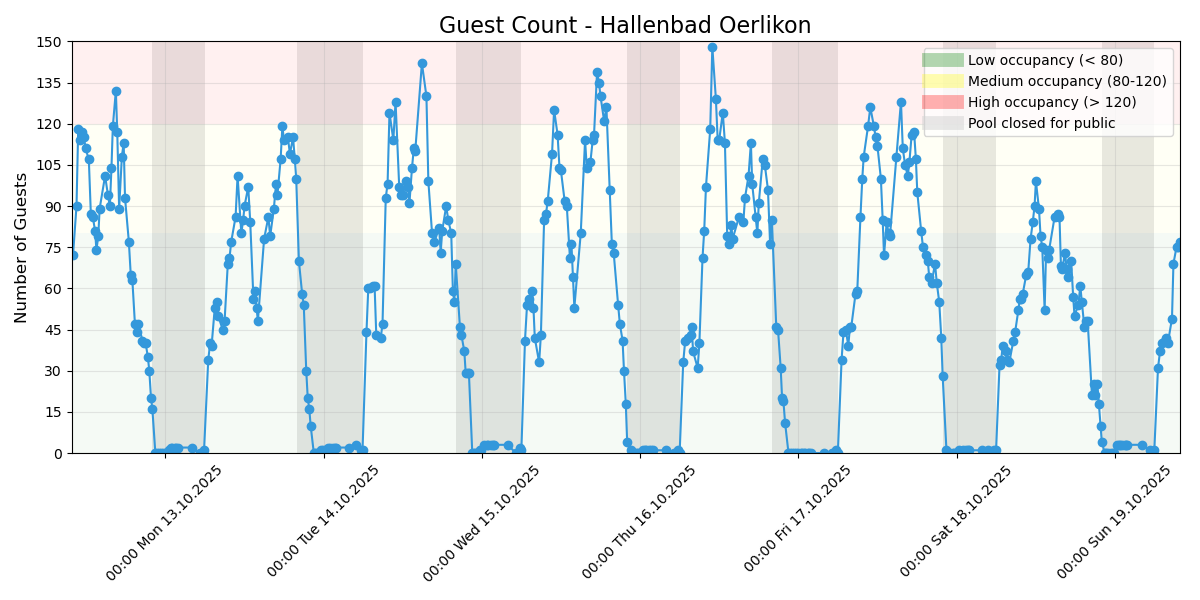 Guest Count - Hallenbad Oerlikon
Number of Guests
150
135
120
105
90
75
60
45
30
15
0
Low occupancy (< 80)
Medium occupancy (80-120)
High occupancy (> 120)
Pool closed for public
00:00 Mon 13.10.2025
00:00 Tue 14.10.2025
00:00 Wed 15.10.2025
00:00 Thu 16.10.2025
00:00 Fri 17.10.2025
00:00 Sat 18.10.2025
00:00 Sun 19.10.2025